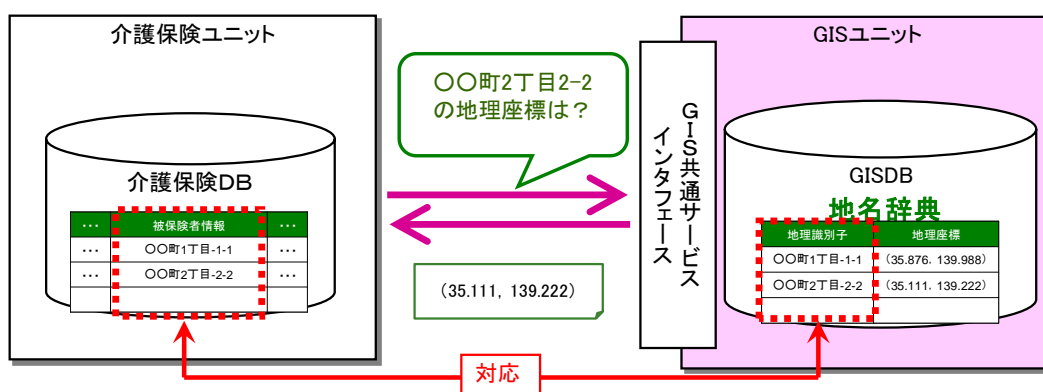 介護保険ユニット
介護保険DB
… 被保険者情報 …
… 〇〇町1丁目-1-1 …
… 〇〇町2丁目-2-2 …
〇〇町2丁目2-2
の地理座標は？
(35.111, 139.222)
GIS共通サービス
インタフェース
GISユニット
GISDB
地名辞典
地理識別子 地理座標
〇〇町1丁目-1-1 (35.876, 139.988)
〇〇町2丁目-2-2 (35.111, 139.222)
対応